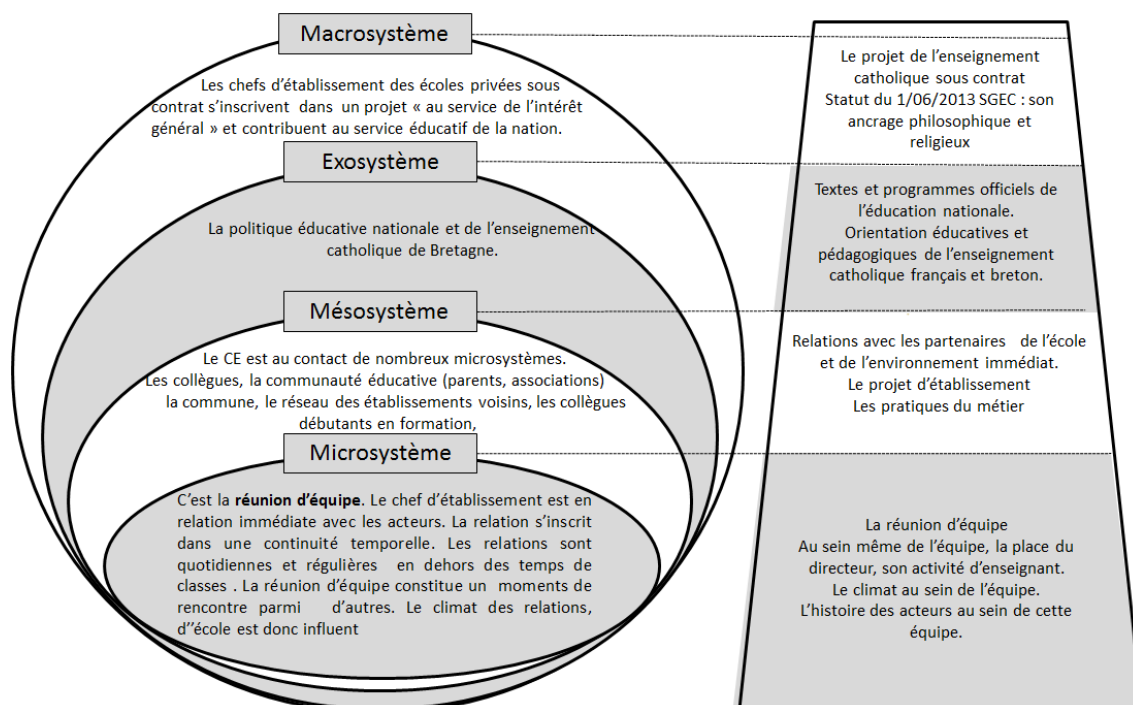 Macrosystème
Les chefs d'établissement des écoles privées sous
contrat s'inscrivent dans un projet « au service de l'intérêt
général » et contribuent au service éducatif de la nation.
Exosystème
La politique éducative nationale et de l'enseignement
catholique de Bretagne.
Mésosystème
Le CE est au contact de nombreux microsystèmes.
Les collègues, la communauté éducative (parents, associations)
la commune, le réseau des établissements voisins, les collègues
débutants en formation,
Microsystème
C'est la réunion d'équipe. Le chef d'établissement est en
relation immédiate avec les acteurs. La relation s'inscrit
dans une continuité temporelle. Les relations sont
quotidiennes et régulières en dehors des temps de
classes . La réunion d'équipe constitue un moments de
rencontre parmi d'autres. Le climat des relations,
d''école est donc influent
Le projet de l'enseignement
catholique sous contrat
Statut du 1/06/2013 SGEC : son
ancrage philosophique et
religieux
Textes et programmes officiels de
l'éducation nationale.
Orientation éducatives et
pédagogiques de l'enseignement
catholique français et breton.
Relations avec les partenaires de l'école
et de l'environnement immédiat.
Le projet d'établissement
Les pratiques du métier
La réunion d'équipe
Au sein même de l'équipe, la place du
directeur, son activité d'enseignant.
Le climat au sein de l'équipe.
L'histoire des acteurs au sein de cette
équipe.